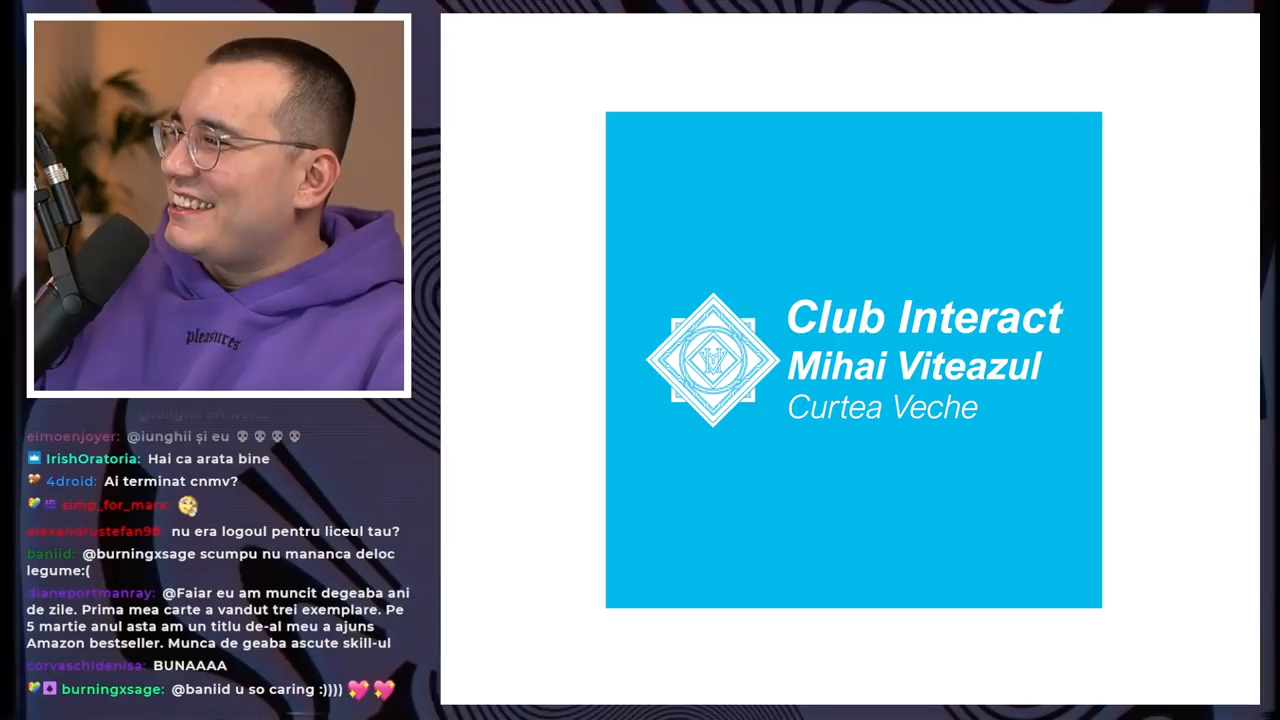 pleasures
Club Interact
Mihai Viteazul
Curtea Veche
elmoenjoyer: @iunghii și eu 💀 💀 💀 💀
IrishOratoria: Hai ca arata bine
4droid: Ai terminat cnmv?
simp_for_marx: 🤔
alexandrustefan98: nu era logoul pentru liceul tau?
baniid: @burningxsage scumpu nu mananca deloc
legume:(
dianeportmanray: @Faiar eu am muncit degeaba ani
de zile. Prima mea carte a vandut trei exemplare. Pe
5 martie anul asta am un titlu de-al meu a ajuns
Amazon bestseller. Munca de geaba ascute skill-ul
corvaschidenisa: BUNAAAA
burningxsage: @baniid u so caring :)))) 💖 💖